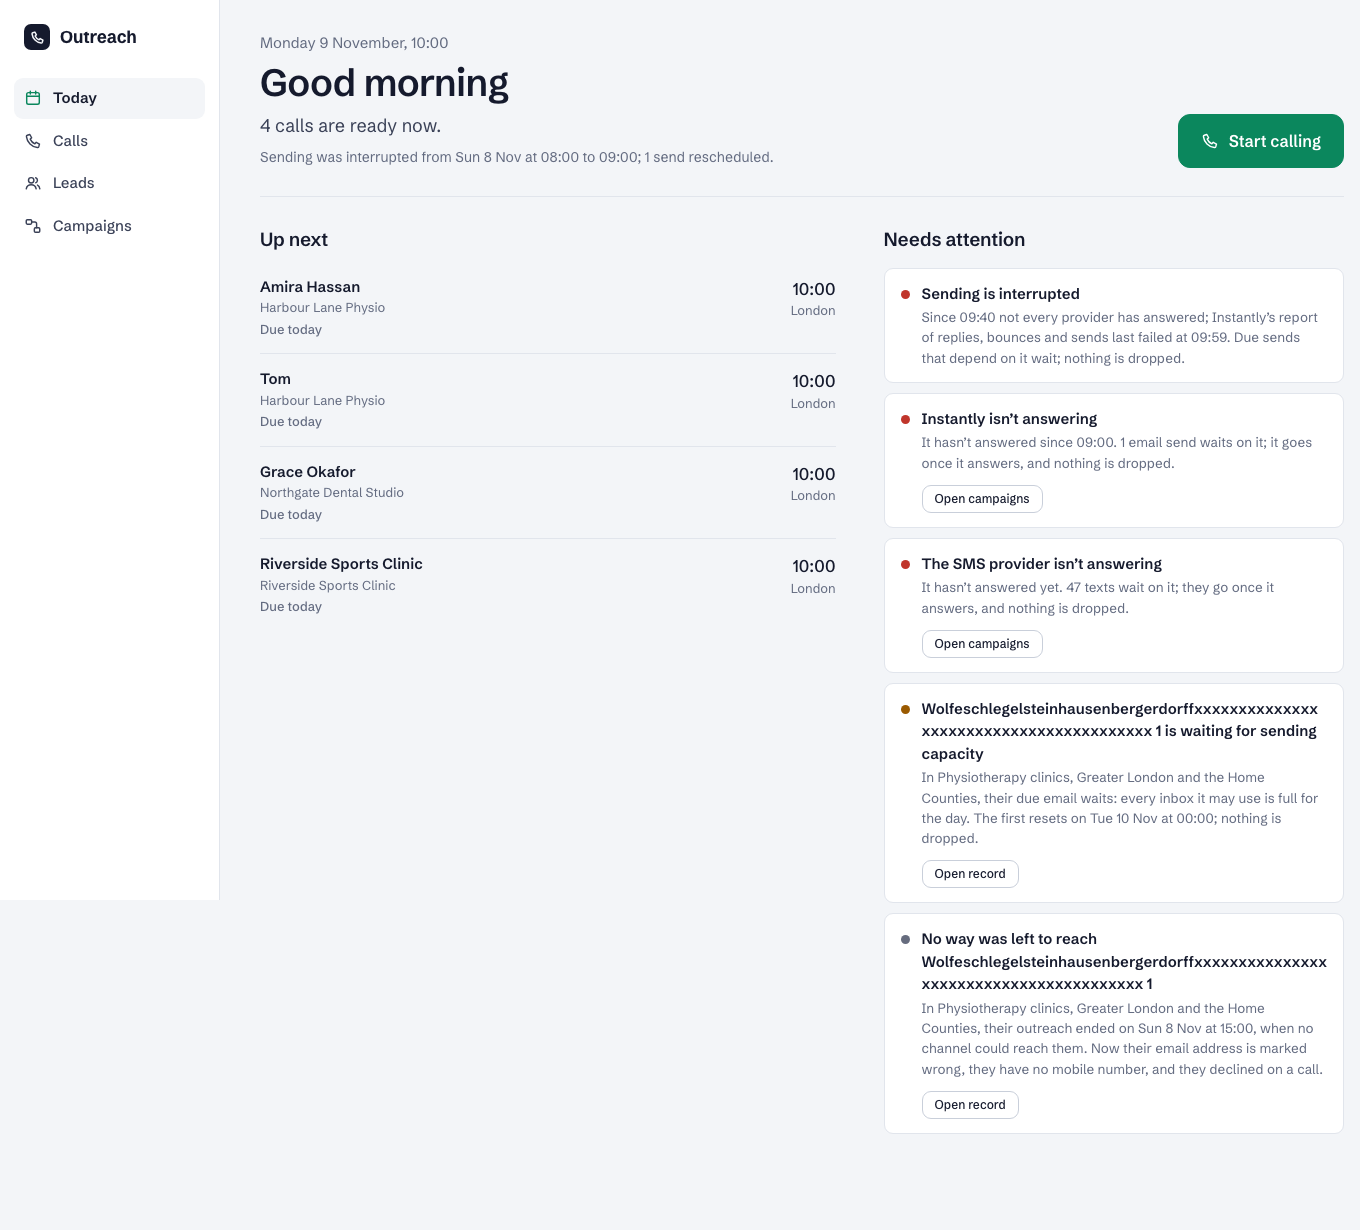 Outreach
Today
Calls
Leads
Campaigns
Monday 9 November, 10:00
Good morning
4 calls are ready now.
Sending was interrupted from Sun 8 Nov at 08:00 to 09:00; 1 send rescheduled.
Start calling
Up next
Amira Hassan
Harbour Lane Physio
Due today
10:00
London
Tom
Harbour Lane Physio
Due today
10:00
London
Grace Okafor
Northgate Dental Studio
Due today
10:00
London
Riverside Sports Clinic
Riverside Sports Clinic
Due today
10:00
London
Needs attention
Sending is interrupted
Since 09:40 not every provider has answered; Instantly’s report
of replies, bounces and sends last failed at 09:59. Due sends
that depend on it wait; nothing is dropped.
Instantly isn’t answering
It hasn’t answered since 09:00. 1 email send waits on it; it goes
once it answers, and nothing is dropped.
Open campaigns
The SMS provider isn’t answering
It hasn’t answered yet. 47 texts wait on it; they go once it
answers, and nothing is dropped.
Open campaigns
Wolfeschlegelsteinhausenbergerdorffxxxxxxxxxxxxxx
xxxxxxxxxxxxxxxxxxxxxxxxxx 1 is waiting for sending
capacity
In Physiotherapy clinics, Greater London and the Home
Counties, their due email waits: every inbox it may use is full for
the day. The first resets on Tue 10 Nov at 00:00; nothing is
dropped.
Open record
No way was left to reach
Wolfeschlegelsteinhausenbergerdorffxxxxxxxxxxxxxxx
xxxxxxxxxxxxxxxxxxxxxxxxx 1
In Physiotherapy clinics, Greater London and the Home
Counties, their outreach ended on Sun 8 Nov at 15:00, when no
channel could reach them. Now their email address is marked
wrong, they have no mobile number, and they declined on a call.
Open record